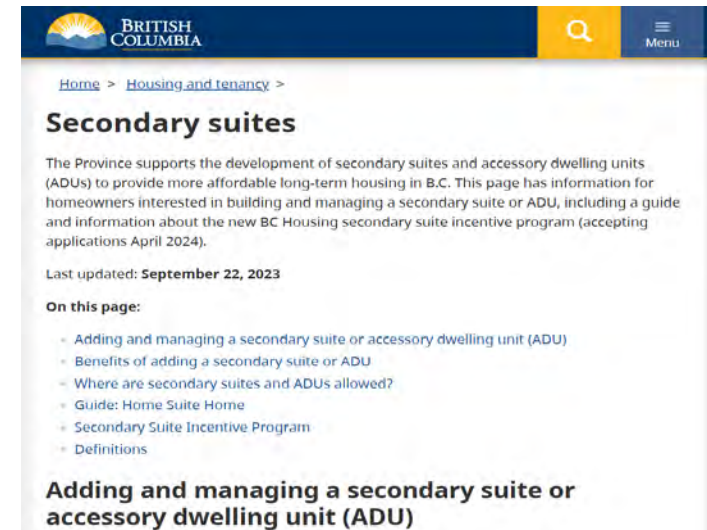 BRITISH
COLUMBIA
Menu
Home > Housing and tenancy >
Secondary suites
The Province supports the development of secondary suites and accessory dwelling units
(ADUs) to provide more affordable long-term housing in B.C. This page has information for
homeowners interested in building and managing a secondary suite or ADU, including a guide
and information about the new BC Housing secondary suite incentive program (accepting
applications April 2024).
Last updated: September 22, 2023
On this page:
Adding and managing a secondary suite or accessory dwelling unit (ADU)
Benefits of adding a secondary suite or ADU
Where are secondary suites and ADUs allowed?
Guide: Home Suite Home
Secondary Suite Incentive Program
Definitions
Adding and managing a secondary suite or
accessory dwelling unit (ADU)